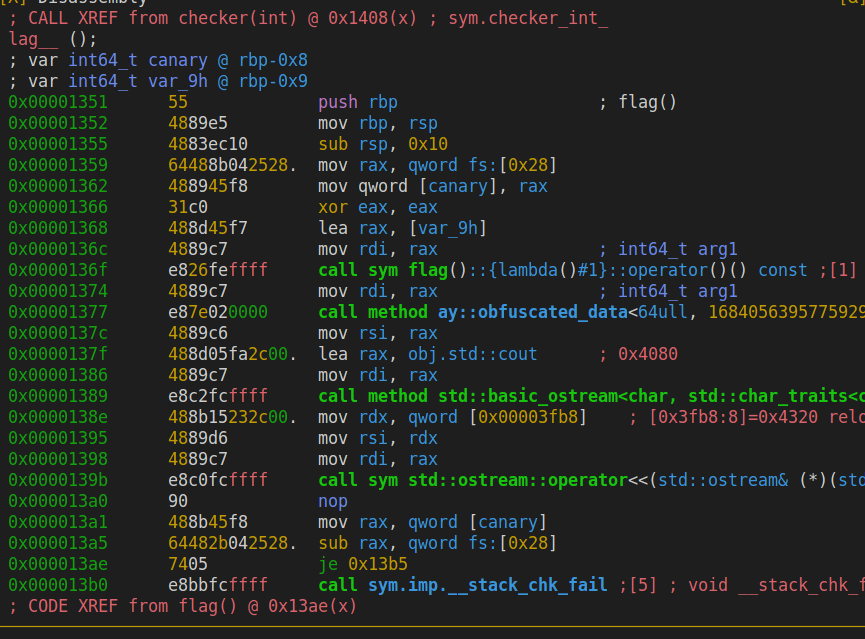 [X] Disassembly
; CALL XREF from checker(int) @ 0x1408(x) ; sym.checker_int_
lag__ ();
; var int64_t canary @ rbp-0x8
; var int64_t var_9h @ rbp-0x9
0x00001351 55 push rbp ; flag()
0x00001352 4889e5 mov rbp, rsp
0x00001355 4883ec10 sub rsp, 0x10
0x00001359 64488b042528. mov rax, qword fs:[0x28]
0x00001362 488945f8 mov qword [canary], rax
0x00001366 31c0 xor eax, eax
0x00001368 488d45f7 lea rax, [var_9h]
0x0000136c 4889c7 mov rdi, rax ; int64_t arg1
0x0000136f e826feffff call sym flag()::{lambda()#1}::operator()() const ;[1]
0x00001374 4889c7 mov rdi, rax ; int64_t arg1
0x00001377 e87e020000 call method ay::obfuscated_data<64ull, 1684056395775929
0x0000137c 4889c6 mov rsi, rax
0x0000137f 488d05fa2c00. lea rax, obj.std::cout ; 0x4080
0x00001386 4889c7 mov rdi, rax
0x00001389 e8c2fcffff call method std::basic_ostream<char, std::char_traits<c
0x0000138e 488b15232c00. mov rdx, qword [0x00003fb8] ; [0x3fb8:8]=0x4320 relo
0x00001395 4889d6 mov rsi, rdx
0x00001398 4889c7 mov rdi, rax
0x0000139b e8c0fcffff call sym std::ostream::operator<<(std::ostream& (*)(std
0x000013a0 90 nop
0x000013a1 488b45f8 mov rax, qword [canary]
0x000013a5 64482b042528. sub rax, qword fs:[0x28]
0x000013ae 7405 je 0x13b5
0x000013b0 e8bbfcffff call sym.imp.__stack_chk_fail ;[5] ; void __stack_chk_f
; CODE XREF from flag() @ 0x13ae(x)